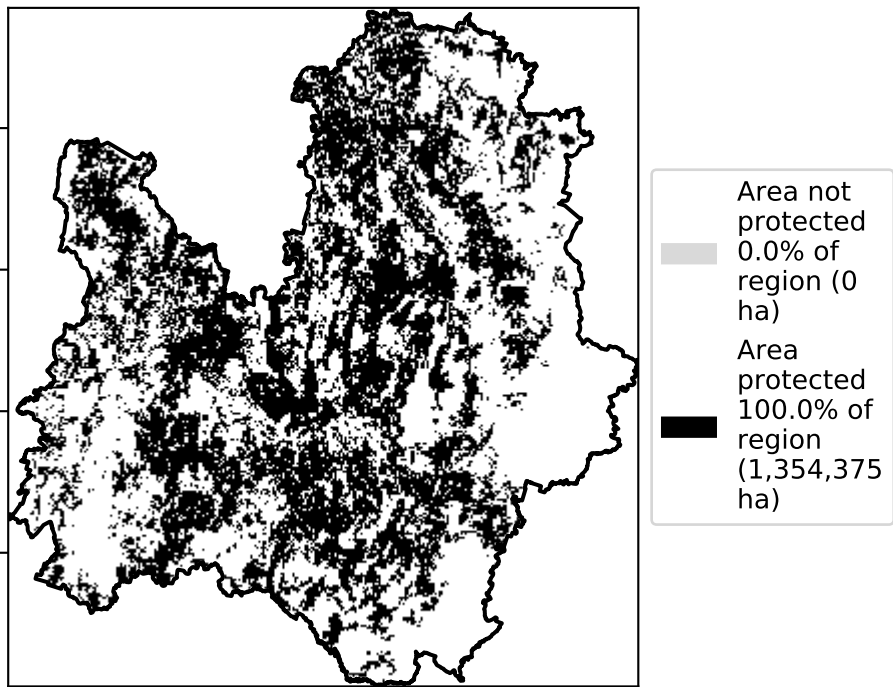 Area not
protected
0.0% of
region (0
ha)
Area
protected
100.0% of
region
(1,354,375
ha)